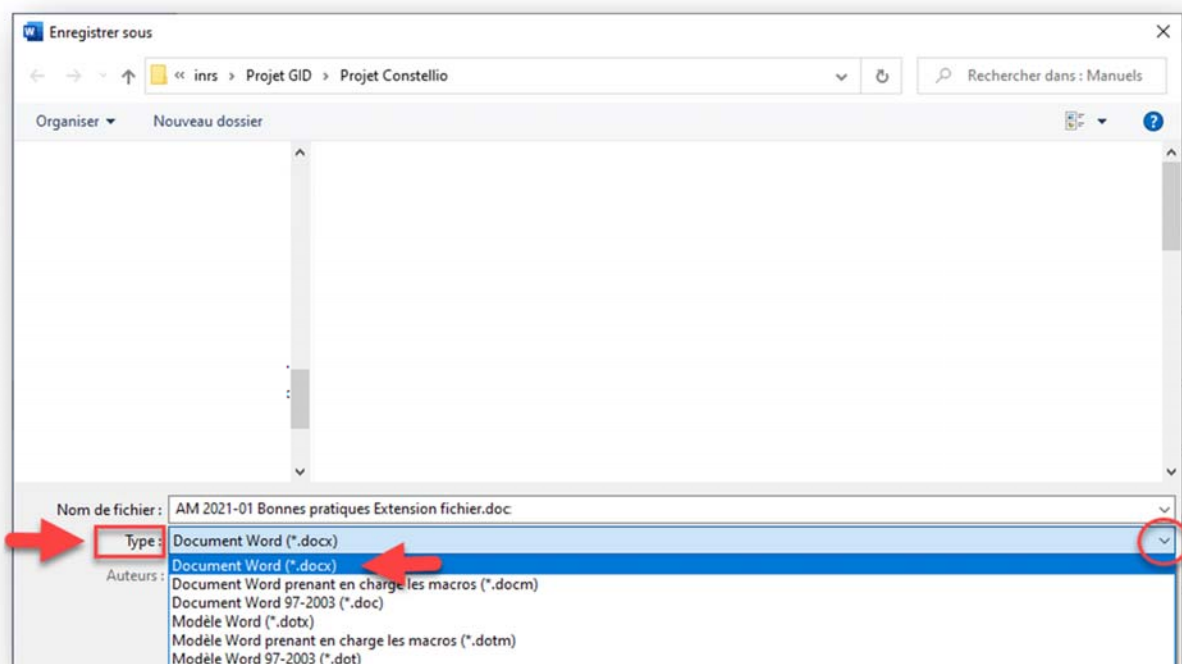 Enregistrer sous
« inrs › Projet GID › Projet Constellio
Rechercher dans : Manuels
Organiser
Nouveau dossier
Nom de fichier : AM 2021-01 Bonnes pratiques Extension fichier.doc
Type : Document Word (*.docx)
Auteurs :
Document Word (*.docx)
Document Word prenant en charge les macros (*.docm)
Document Word 97-2003 (*.doc)
Modèle Word (*.dotx)
Modèle Word prenant en charge les macros (*.dotm)
Modèle Word 97-2003 (*.dot)